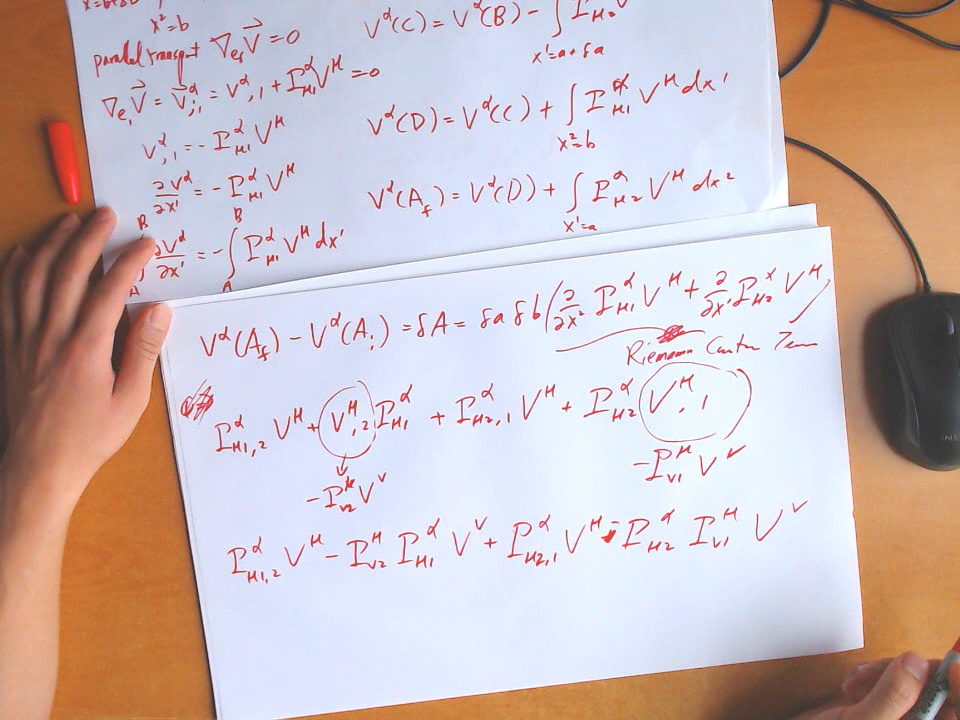 x²=b
parallel transport ∇_{e₁} V⃗ = 0
∇_{e₁} V⃗ = V⃗^α_{;1} = V^α_{,1} + Γ^α_{μ1} V^μ = 0
V^α_{,1} = - Γ^α_{μ1} V^μ
∂V^α/∂x¹ = - Γ^α_{μ1} V^μ
∫_A^B ∂V^α/∂x¹ = - ∫_A^B Γ^α_{μ1} V^μ dx¹
V^α(C) = V^α(B) - ∫_{x¹=a+δa} Γ^α_{μ2} V^μ
V^α(D) = V^α(C) + ∫_{x²=b} Γ^α_{μ1} V^μ dx¹
V^α(A_f) = V^α(D) + ∫_{x¹=a} Γ^α_{μ2} V^μ dx²
V^α(A_f) - V^α(A_i) = δA = δa δb (∂/∂x² Γ^α_{μ1} V^μ + ∂/∂x¹ Γ^α_{μ2} V^μ
Riemann
Γ^α_{μ1,2} V^μ + V^μ_{,2} Γ^α_{μ1} + Γ^α_{μ2,1} V^μ + Γ^α_{μ2} V^μ_{,1}
- Γ^μ_{ν2} V^ν - Γ^μ_{ν1} V^ν
Γ^α_{μ1,2} V^μ - Γ^μ_{ν2} Γ^α_{μ1} V^ν + Γ^α_{μ2,1} V^μ - Γ^α_{μ2} Γ^μ_{ν1} V^ν